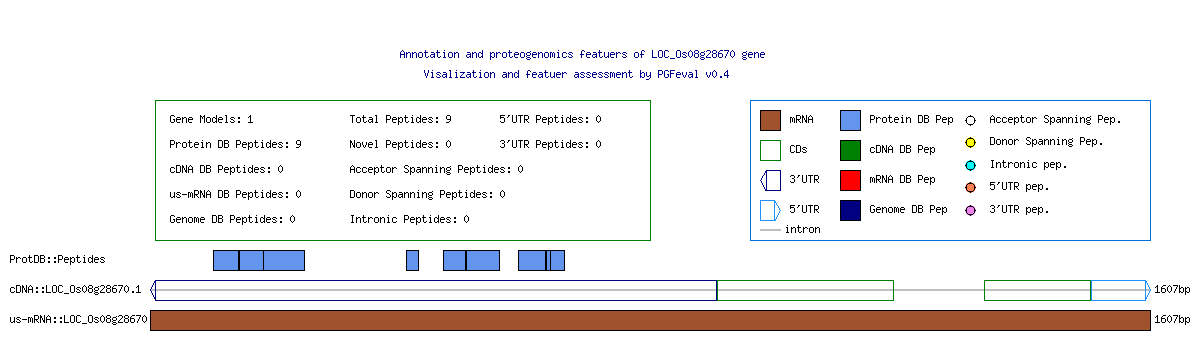 Annotation and proteogenomics featuers of LOC_Os08g28670 gene
Visalization and featuer assessment by PGFeval v0.4
Gene Models: 1 Total Peptides: 9 5'UTR Peptides: 0
Protein DB Peptides: 9 Novel Peptides: 0 3'UTR Peptides: 0
cDNA DB Peptides: 0 Acceptor Spanning Peptides: 0
us-mRNA DB Peptides: 0 Donor Spanning Peptides: 0
Genome DB Peptides: 0 Intronic Peptides: 0
mRNA Protein DB Pep Acceptor Spanning Pep.
CDs cDNA DB Pep Donor Spanning Pep.
3'UTR mRNA DB Pep Intronic pep.
5'UTR Genome DB Pep 5'UTR pep.
intron 3'UTR pep.
ProtDB::Peptides
cDNA::LOC_Os08g28670.1 1607bp
us-mRNA::LOC_Os08g28670 1607bp